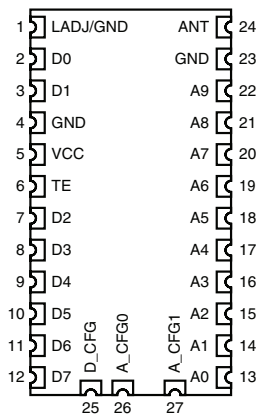 1 LADJ/GND ANT 24
2 D0 GND 23
3 D1 A9 22
4 GND A8 21
5 VCC A7 20
6 TE A6 19
7 D2 A5 18
8 D3 A4 17
9 D4 A3 16
10 D5 A2 15
11 D6 A1 14
12 D7 A0 13
D_CFG A_CFG0 A_CFG1
25 26 27